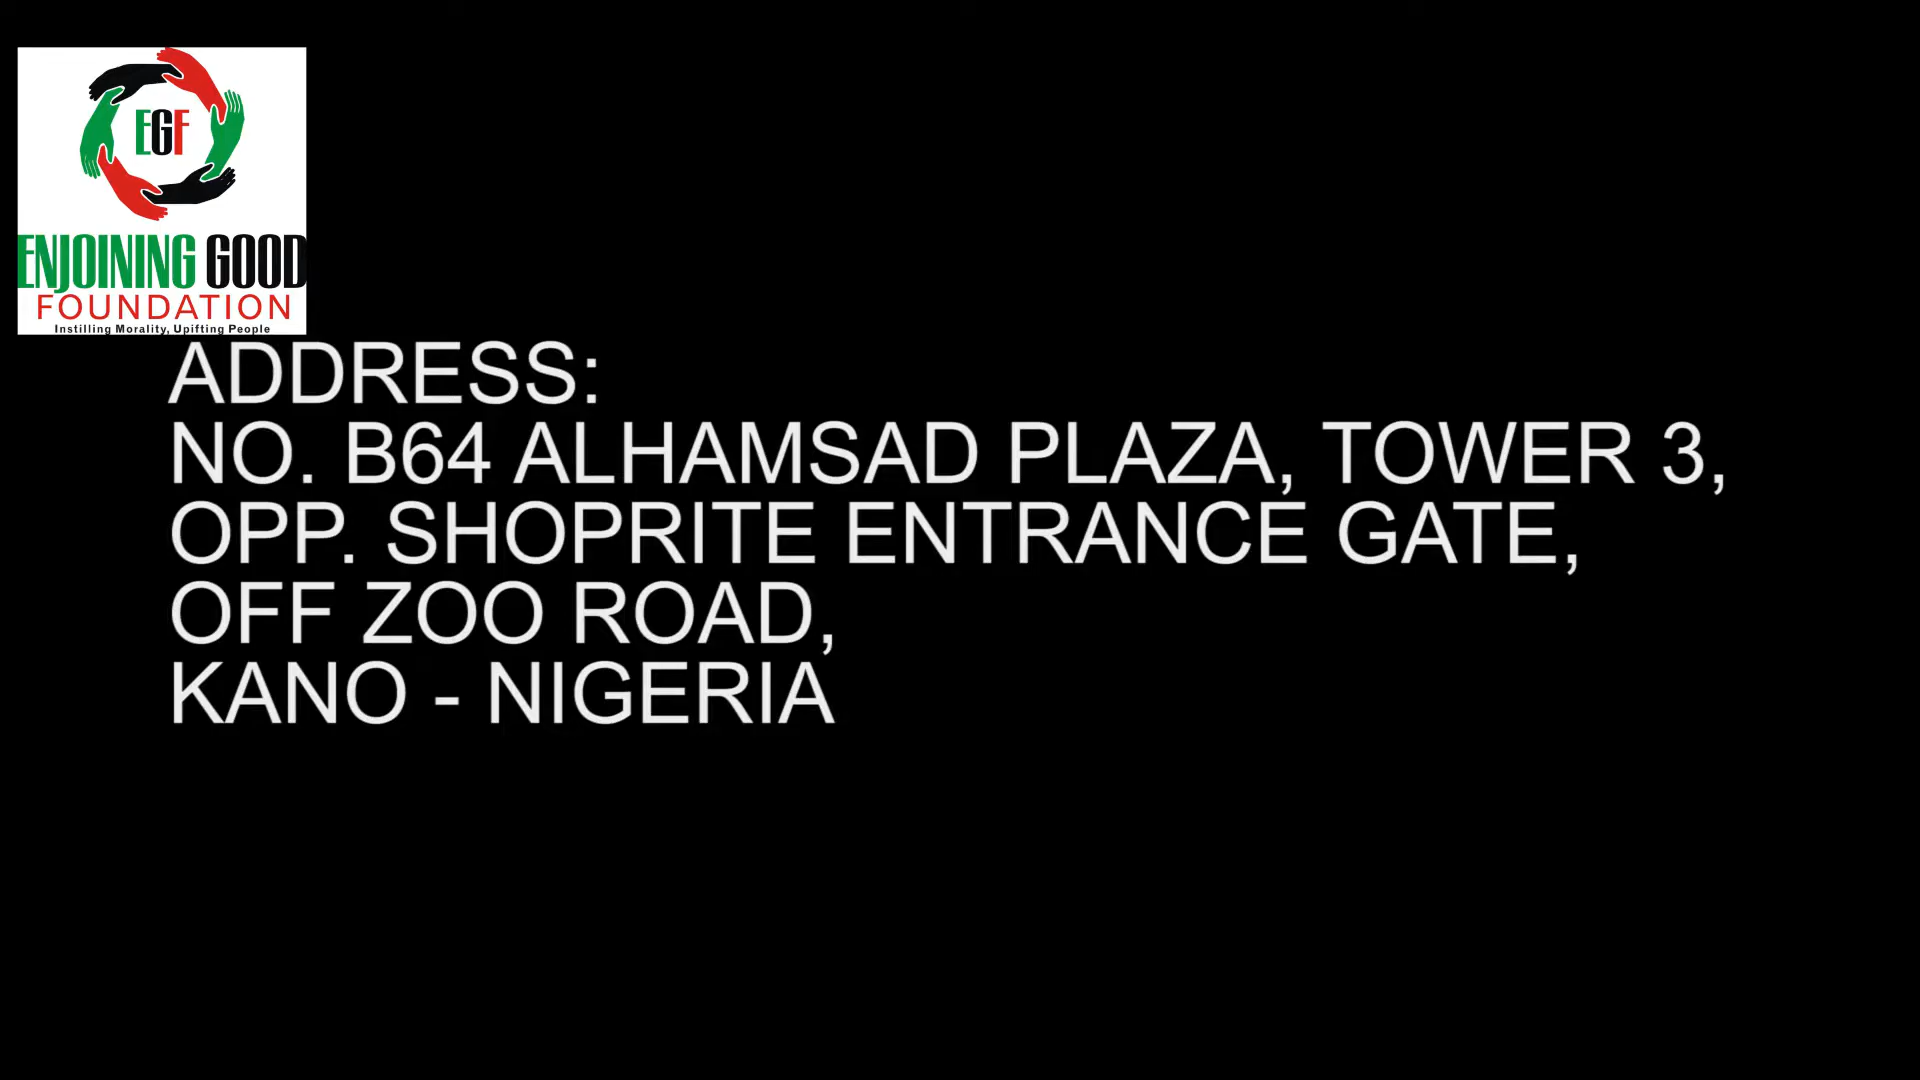 EGF
ENJOINING GOOD
FOUNDATION
Instilling Morality, Upifting People
ADDRESS:
NO. B64 ALHAMSAD PLAZA, TOWER 3,
OPP. SHOPRITE ENTRANCE GATE,
OFF ZOO ROAD,
KANO - NIGERIA